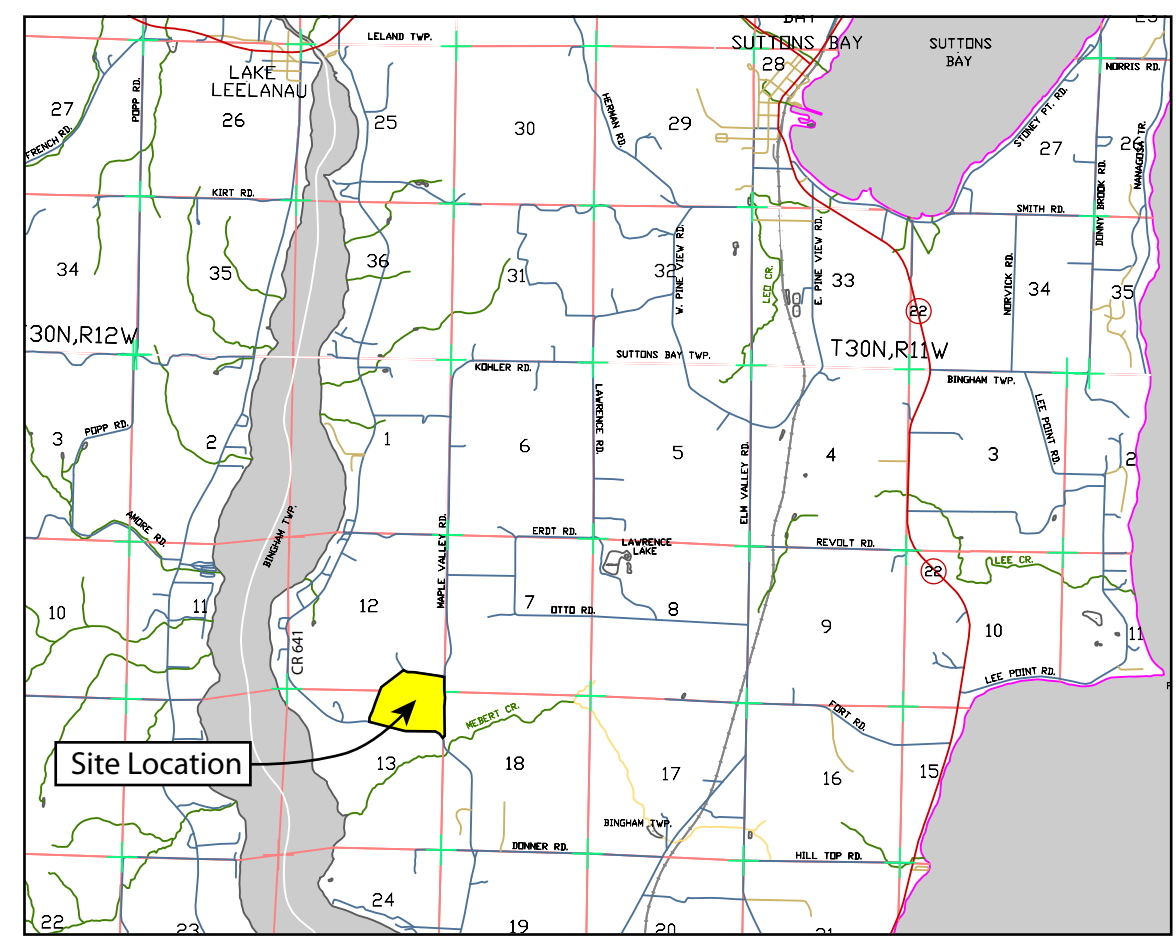 BAY
23
LELAND TWP.
SUTTONS BAY
SUTTONS
BAY
28
NORRIS RD.
LAKE
LEELANAU
POPP RD.
27
26
25
30
HERMAN RD.
29
STONEY PT. RD.
27
26
NANAGOSA TR.
FRENCH RD.
KIRT RD.
SMITH RD.
DONNY BROOK RD.
34
35
36
31
32
W. PINE VIEW RD.
LEO CR.
E. PINE VIEW RD.
33
NORVICK RD.
34
35
22
T30N,R12W
T30N,R11W
SUTTONS BAY TWP.
KOHLER RD.
BINGHAM TWP.
LAWRENCE RD.
LEE POINT RD.
POPP RD.
3
2
1
6
5
4
3
2
ELM VALLEY RD.
AMORE RD.
BINGHAM TWP.
MAPLE VALLEY RD.
ERDT RD.
LAWRENCE
LAKE
REVOLT RD.
LEE CR.
22
10
11
12
7
OTTO RD.
8
9
10
11
CR 641
LEE POINT RD.
MEBERT CR.
FORT RD.
Site Location
13
18
17
16
15
BINGHAM TWP.
DONNER RD.
HILL TOP RD.
22
23
24
19
20
21